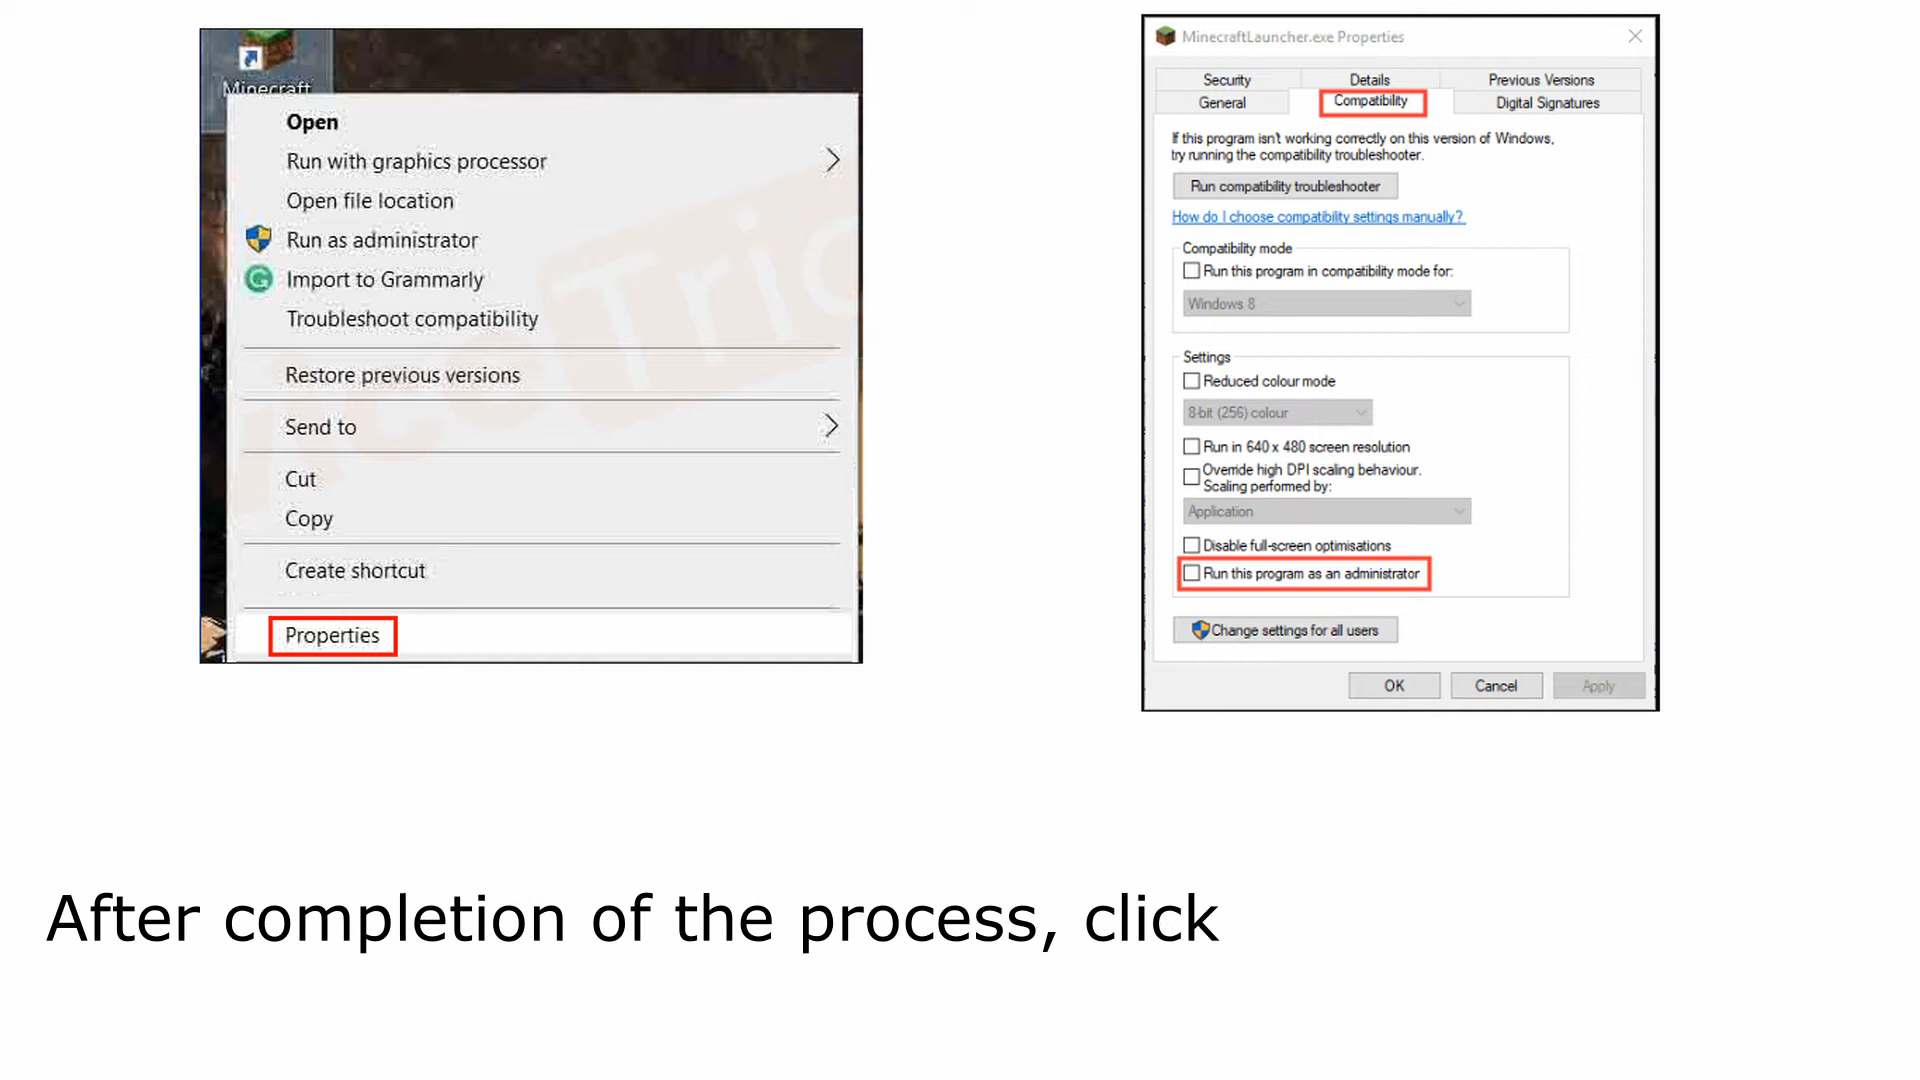 Minecraft
Open
Run with graphics processor
Open file location
Run as administrator
Import to Grammarly
Troubleshoot compatibility
Restore previous versions
Send to
Cut
Copy
Create shortcut
Properties
MinecraftLauncher.exe Properties
Security Details Previous Versions
General Compatibility Digital Signatures
If this program isn't working correctly on this version of Windows,
try running the compatibility troubleshooter.
Run compatibility troubleshooter
How do I choose compatibility settings manually?
Compatibility mode
Run this program in compatibility mode for:
Windows 8
Settings
Reduced colour mode
8-bit (256) colour
Run in 640 x 480 screen resolution
Override high DPI scaling behaviour.
Scaling performed by:
Application
Disable full-screen optimisations
Run this program as an administrator
Change settings for all users
OK Cancel Apply
After completion of the process, click